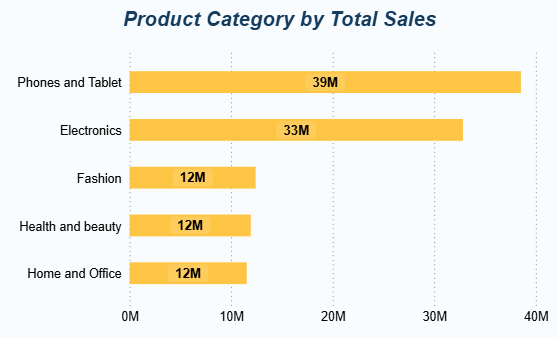 Product Category by Total Sales
Phones and Tablet 39M
Electronics 33M
Fashion 12M
Health and beauty 12M
Home and Office 12M
0M 10M 20M 30M 40M